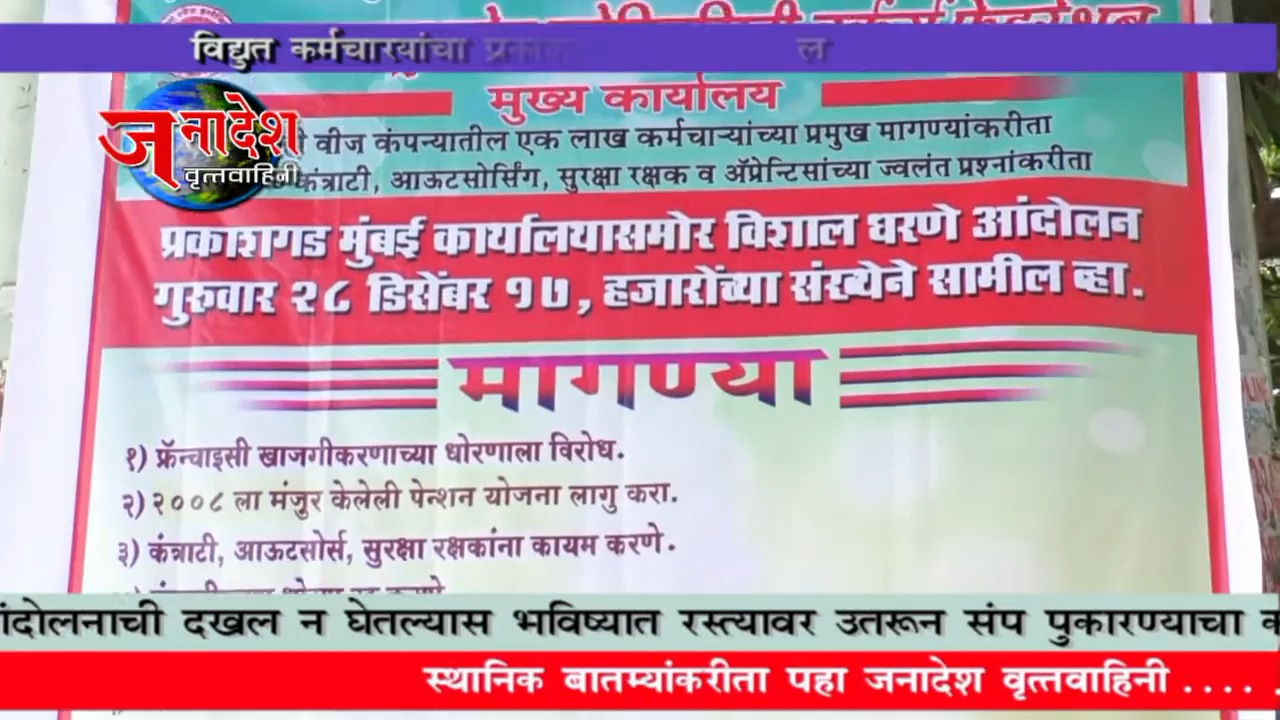 विद्युत कर्मचारयांचा
मुख्य कार्यालय
जनादेश
वृत्तवाहिनी
वीज कंपन्यातील एक लाख कर्मचाऱ्यांच्या प्रमुख मागण्यांकरीता
कंत्राटी, आऊटसोर्सिंग, सुरक्षा रक्षक व ॲप्रेन्टिसांच्या ज्वलंत प्रश्नांकरीता
प्रकाशगड मुंबई कार्यालयासमोर विशाल धरणे आंदोलन
गुरुवार २८ डिसेंबर १७, हजारोंच्या संख्येने सामील व्हा.
मागण्या
१) फ्रॅन्चाइसी खाजगीकरणाच्या धोरणाला विरोध.
२) २००८ ला मंजुर केलेली पेन्शन योजना लागु करा.
३) कंत्राटी, आऊटसोर्स, सुरक्षा रक्षकांना कायम करणे.
दखल न घेतल्यास भविष्यात रस्त्यावर उतरून संप पुकारण्याचा
स्थानिक बातम्यांकरीता पहा जनादेश वृत्तवाहिनी ....